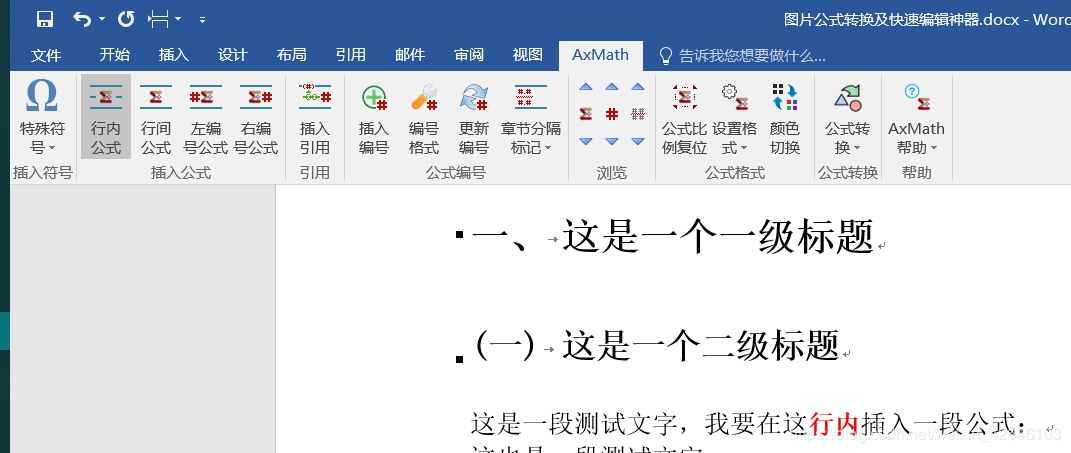 图片公式转换及快速编辑神器.docx - Word
文件 开始 插入 设计 布局 引用 邮件 审阅 视图 AxMath 告诉我您想要做什么...
特殊符号 行内公式 行间公式 左编号公式 右编号公式 插入引用 插入编号 编号格式 更新编号 章节分隔标记 公式比例复位 设置格式 颜色切换 公式转换 AxMath帮助
插入符号 插入公式 引用 公式编号 浏览 公式格式 公式转换 帮助
一、 这是一个一级标题
(一) 这是一个二级标题
这是一段测试文字，我要在这行内插入一段公式：
https://blog.csdn.net/weixin_42846103